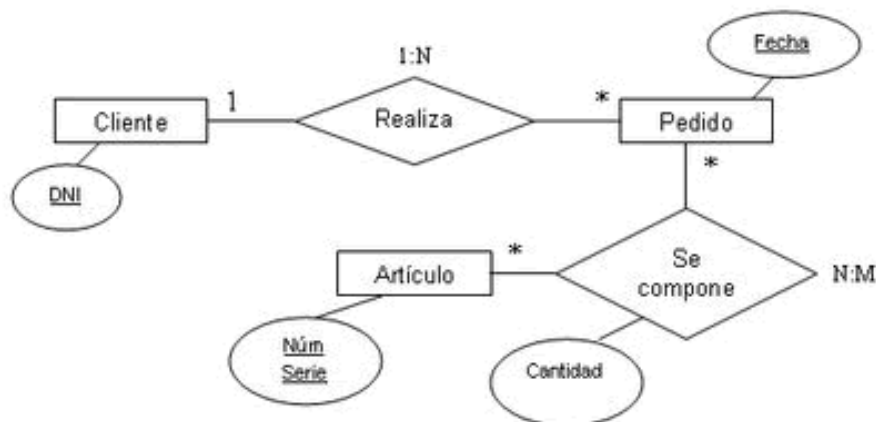 Fecha
1:N
Cliente
1
Realiza
*
Pedido
*
DNI
Artículo
*
Se
compone
N:M
Núm
Serie
Cantidad